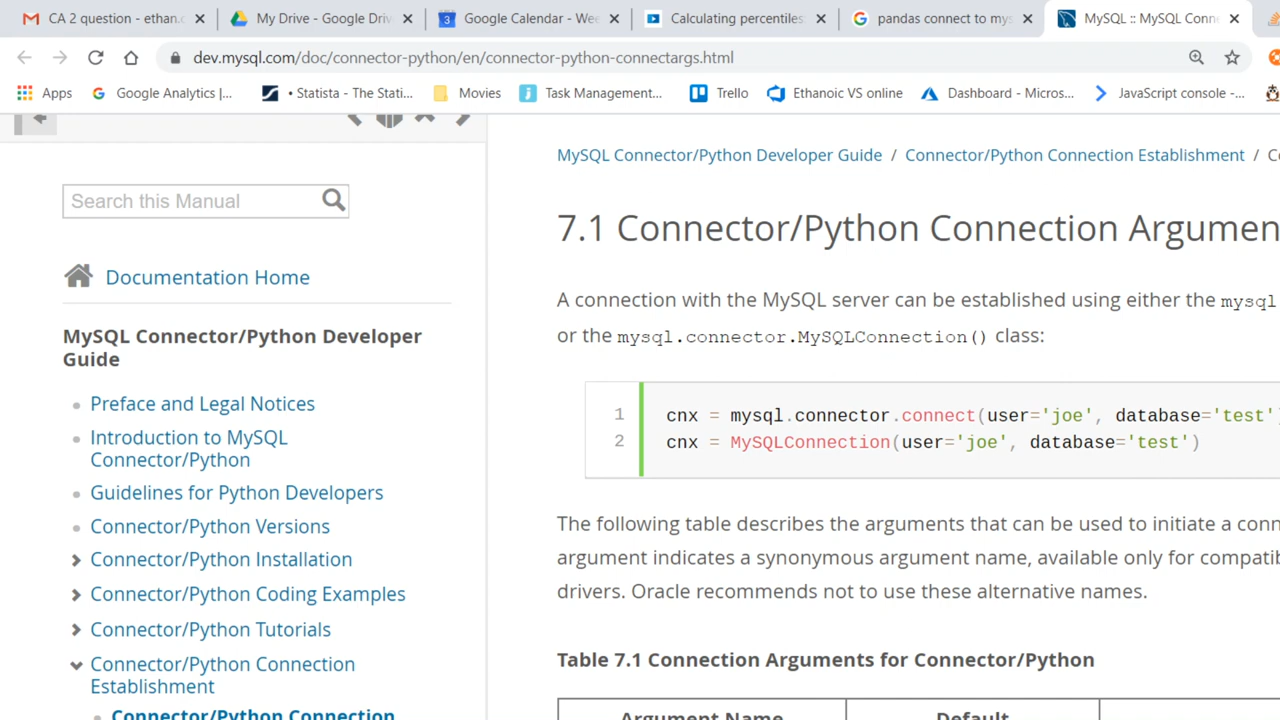 CA 2 question - ethan.c
My Drive - Google Driv
Google Calendar - Wee
Calculating percentiles
pandas connect to mys
MySQL :: MySQL Conn
dev.mysql.com/doc/connector-python/en/connector-python-connectargs.html
Apps
Google Analytics |...
• Statista - The Stati...
Movies
Task Management...
Trello
Ethanoic VS online
Dashboard - Micros...
JavaScript console -...
Search this Manual
Documentation Home
MySQL Connector/Python Developer
Guide
Preface and Legal Notices
Introduction to MySQL
Connector/Python
Guidelines for Python Developers
Connector/Python Versions
Connector/Python Installation
Connector/Python Coding Examples
Connector/Python Tutorials
Connector/Python Connection
Establishment
Connector/Python Connection
MySQL Connector/Python Developer Guide / Connector/Python Connection Establishment / Co
7.1 Connector/Python Connection Argumen
A connection with the MySQL server can be established using either the mysql
or the mysql.connector.MySQLConnection() class:
1 cnx = mysql.connector.connect(user='joe', database='test')
2 cnx = MySQLConnection(user='joe', database='test')
The following table describes the arguments that can be used to initiate a conn
argument indicates a synonymous argument name, available only for compatib
drivers. Oracle recommends not to use these alternative names.
Table 7.1 Connection Arguments for Connector/Python
Argument Name
Default